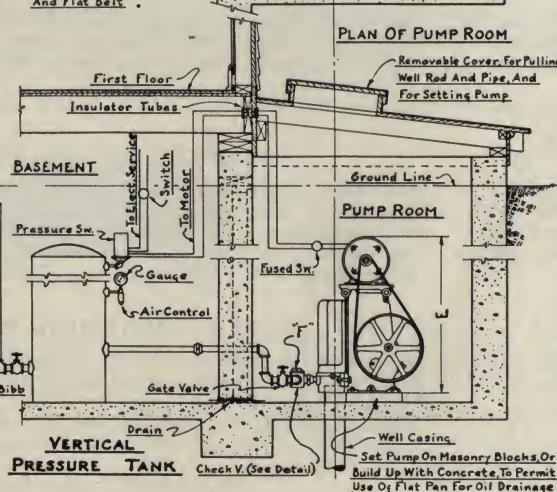 And Flat Belt.
PLAN OF PUMP ROOM
Removable Cover, For Pulling
Well Rod And Pipe, And
For Setting Pump
First Floor
Insulator Tubes
BASEMENT
To Elect. Service
Switch
To Motor
Ground Line
PUMP ROOM
Pressure Sw.
Gauge
Fused Sw.
Air Control
E
"F"
Bibb
Gate Valve
Drain
Well Casing
VERTICAL
PRESSURE TANK
Check V. (See Detail)
Set Pump On Masonry Blocks, Or
Build Up With Concrete, To Permit
Use Of Flat Pan For Oil Drainage